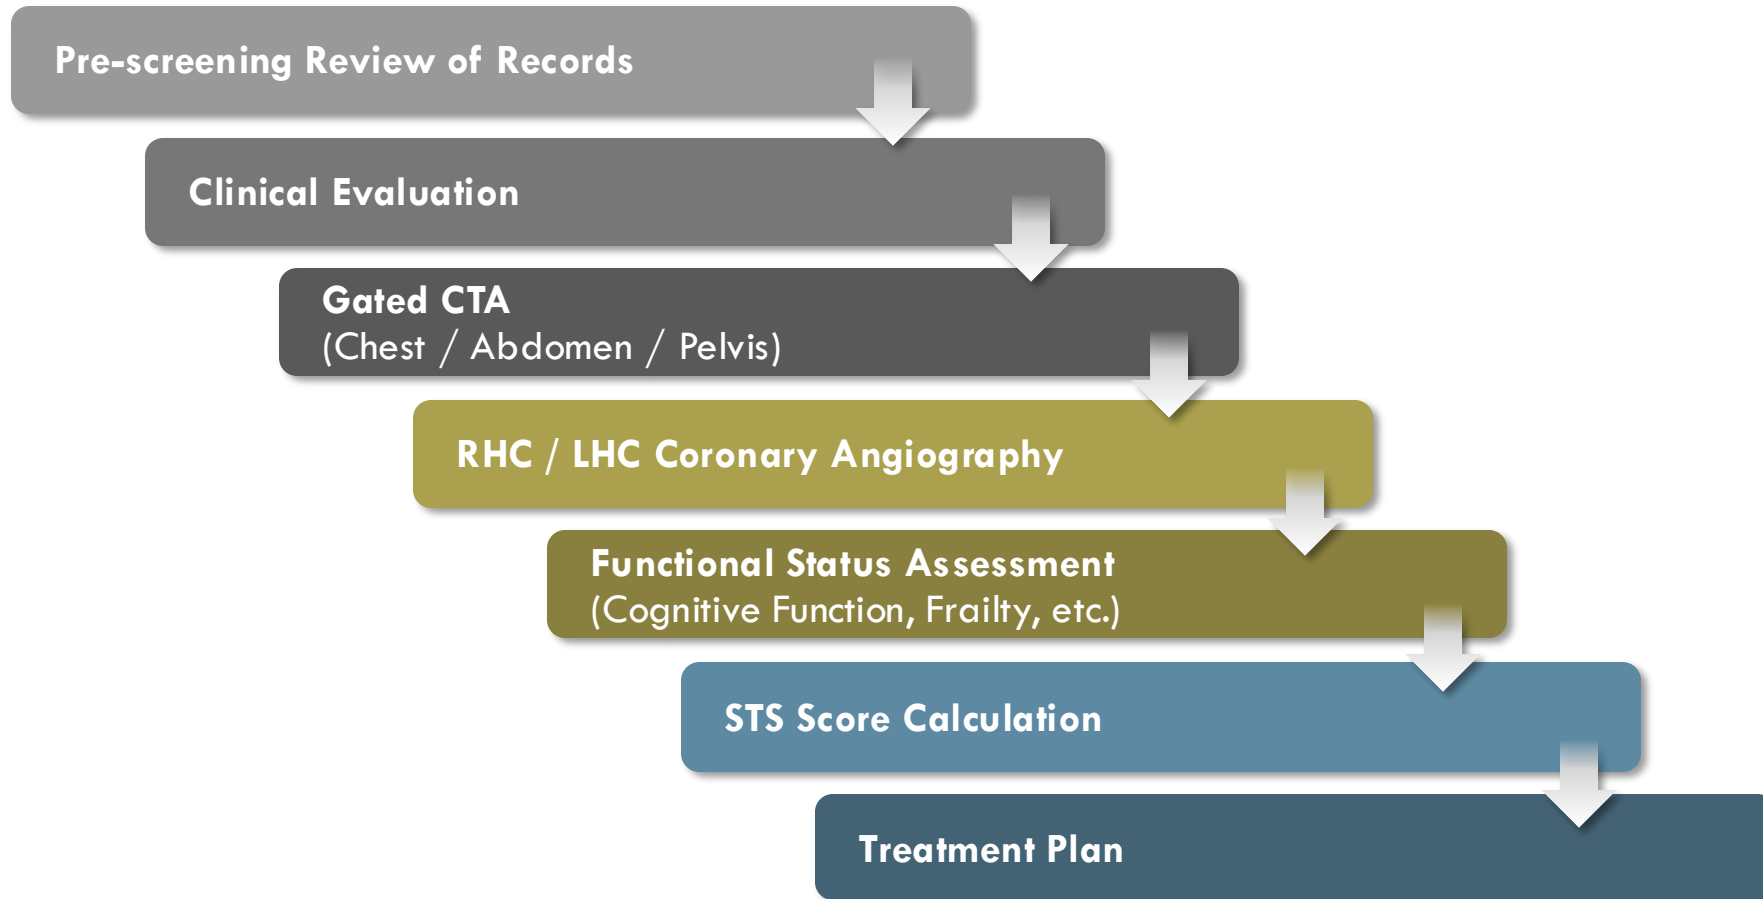 Pre-screening Review of Records
Clinical Evaluation
Gated CTA
(Chest / Abdomen / Pelvis)
RHC / LHC Coronary Angiography
Functional Status Assessment
(Cognitive Function, Frailty, etc.)
STS Score Calculation
Treatment Plan